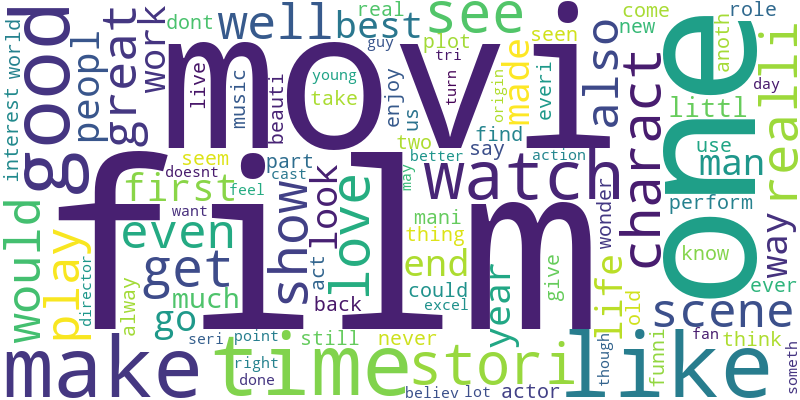 dont
well
best
real
see
come
new
role
good
world
interest
peopl
great
work
movi
guy
plot
tri
seen
made
everi
also
one
anoth
realli
live
music
beauti
young
take
enjoy
us
turn
origin
charact
littl
day
two
better
find
say
action
use
man
seem
doesnt
part
cast
may
watch
first
feel
want
show
look
love
film
mani
thing
wonder
perform
way
would
play
even
get
act
end
year
give
life
know
ever
director
alway
much
go
back
could
excel
old
scene
seri
point
still
never
make
right
done
time
stori
believ
lot
actor
like
though
funni
fan
think
someth